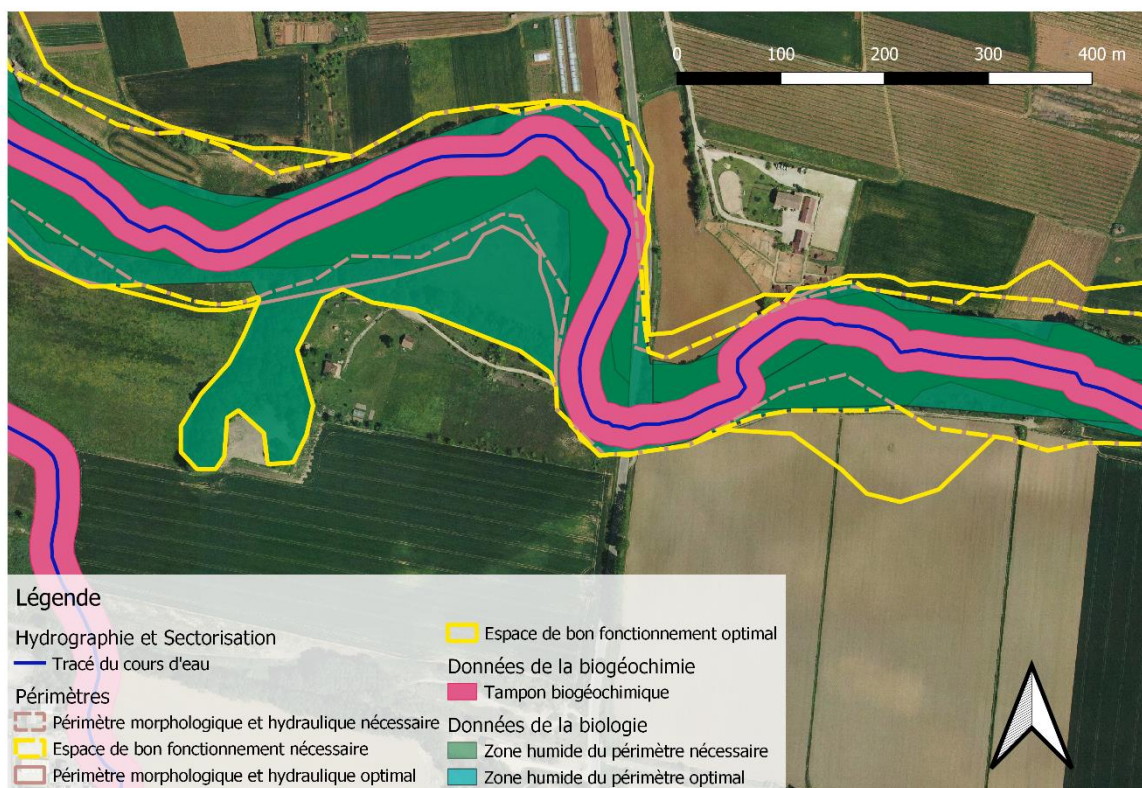 0 100 200 300 400 m
Légende
Hydrographie et Sectorisation
Tracé du cours d'eau
Périmètres
Périmètre morphologique et hydraulique nécessaire
Espace de bon fonctionnement nécessaire
Périmètre morphologique et hydraulique optimal
Espace de bon fonctionnement optimal
Données de la biogéochimie
Tampon biogéochimique
Données de la biologie
Zone humide du périmètre nécessaire
Zone humide du périmètre optimal